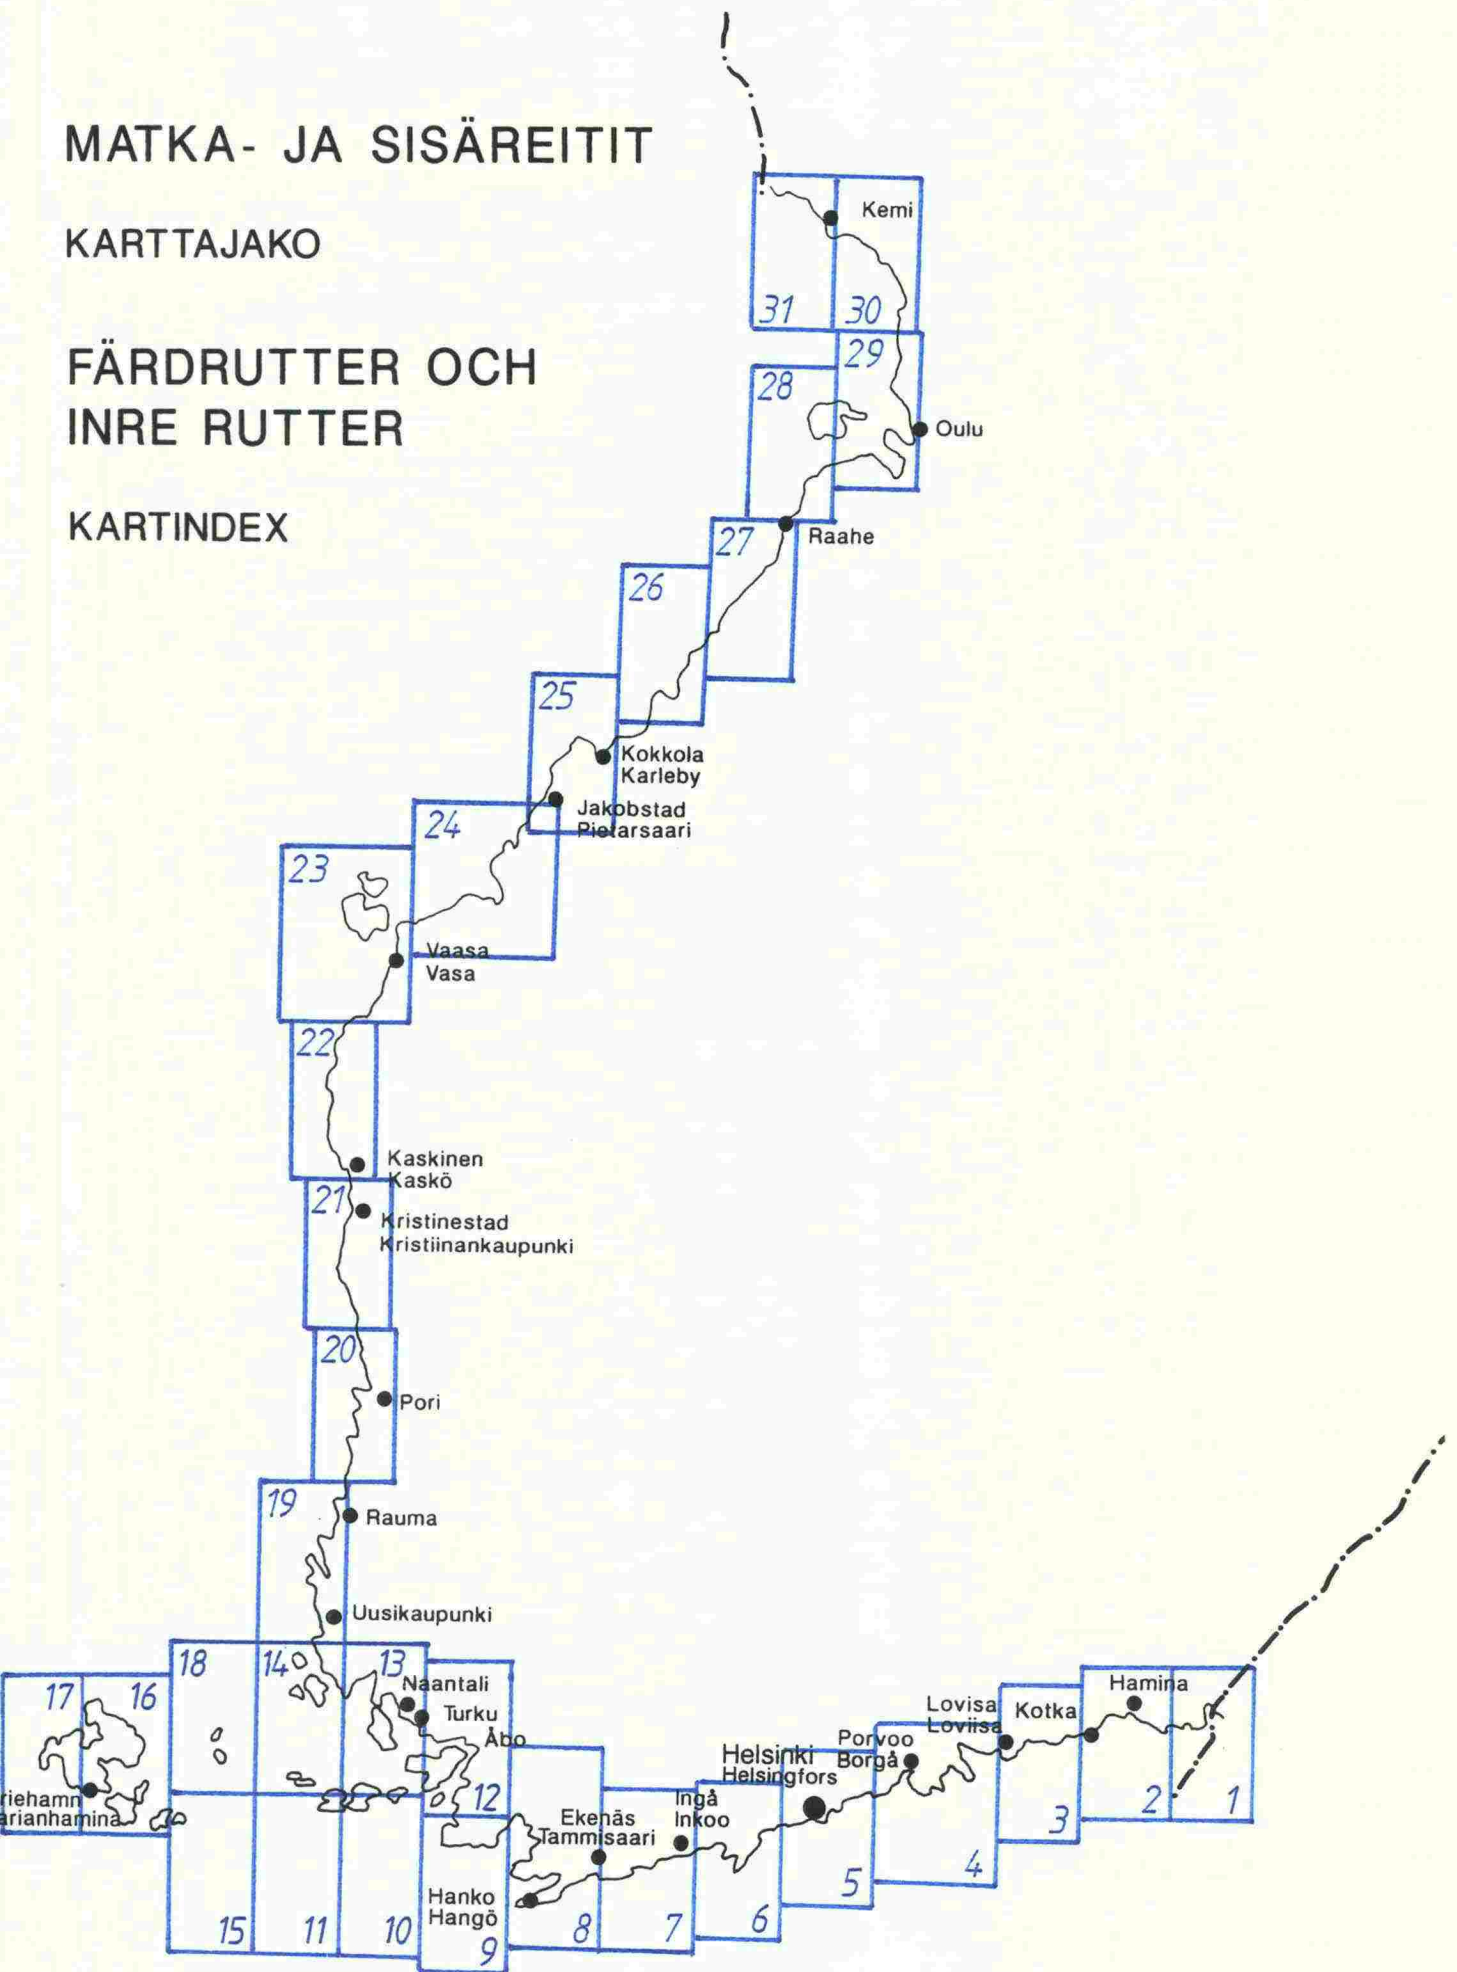 MATKA- JA SISÄREITIT
KARTTAJAKO
FÄRDRUTTER OCH
INRE RUTTER
KARTINDEX
Kemi
31
30
29
28
Oulu
27
Raahe
26
25
Kokkola
Karleby
Jakobstad
Pietarsaari
24
23
Vaasa
Vasa
22
Kaskinen
Kaskö
21
Kristinestad
Kristiinankaupunki
20
Pori
19
Rauma
Uusikaupunki
18
14
13
17
16
Naantali
Turku
Åbo
riehamn
arianhamina
12
Hamina
Lovisa
Loviisa
Kotka
Porvoo
Borgå
Helsinki
Helsingfors
Ingå
Inkoo
Ekenäs
Tammisaari
Hanko
Hangö
15
11
10
9
8
7
6
5
4
3
2
1